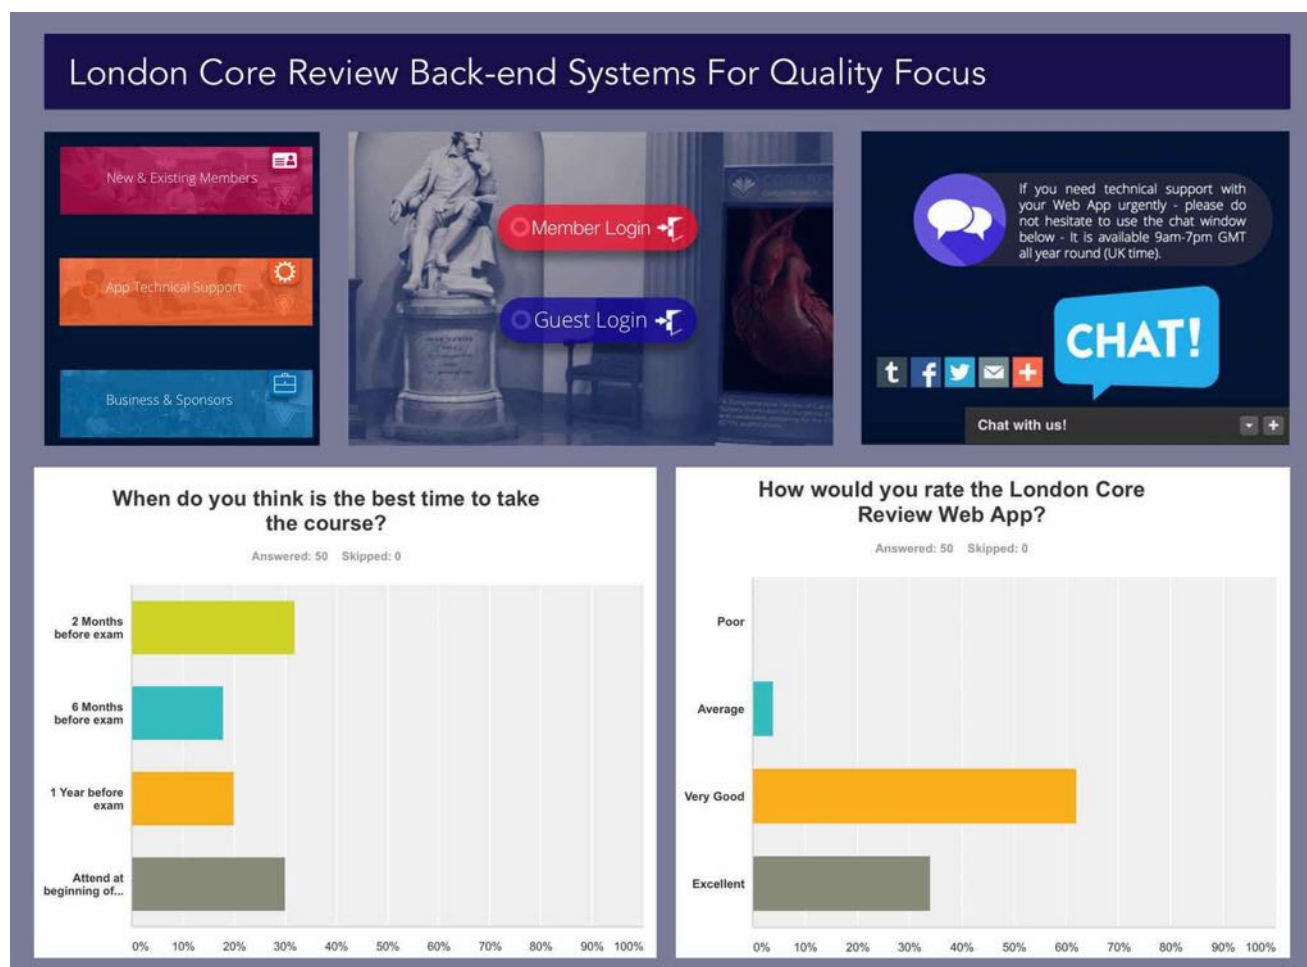 London Core Review Back-end Systems For Quality Focus
New & Existing Members
App Technical Support
Business & Sponsors
CORE RE
Member Login
Guest Login
If you need technical support with
your Web App urgently - please do
not hesitate to use the chat window
below - It is available 9am-7pm GMT
all year round (UK time).
CHAT!
t f
Chat with us!
When do you think is the best time to take
the course?
Answered: 50 Skipped: 0
2 Months
before exam
6 Months
before exam
1 Year before
exam
Attend at
beginning of...
0% 10% 20% 30% 40% 50% 60% 70% 80% 90% 100%
How would you rate the London Core
Review Web App?
Answered: 50 Skipped: 0
Poor
Average
Very Good
Excellent
0% 10% 20% 30% 40% 50% 60% 70% 80% 90% 100%